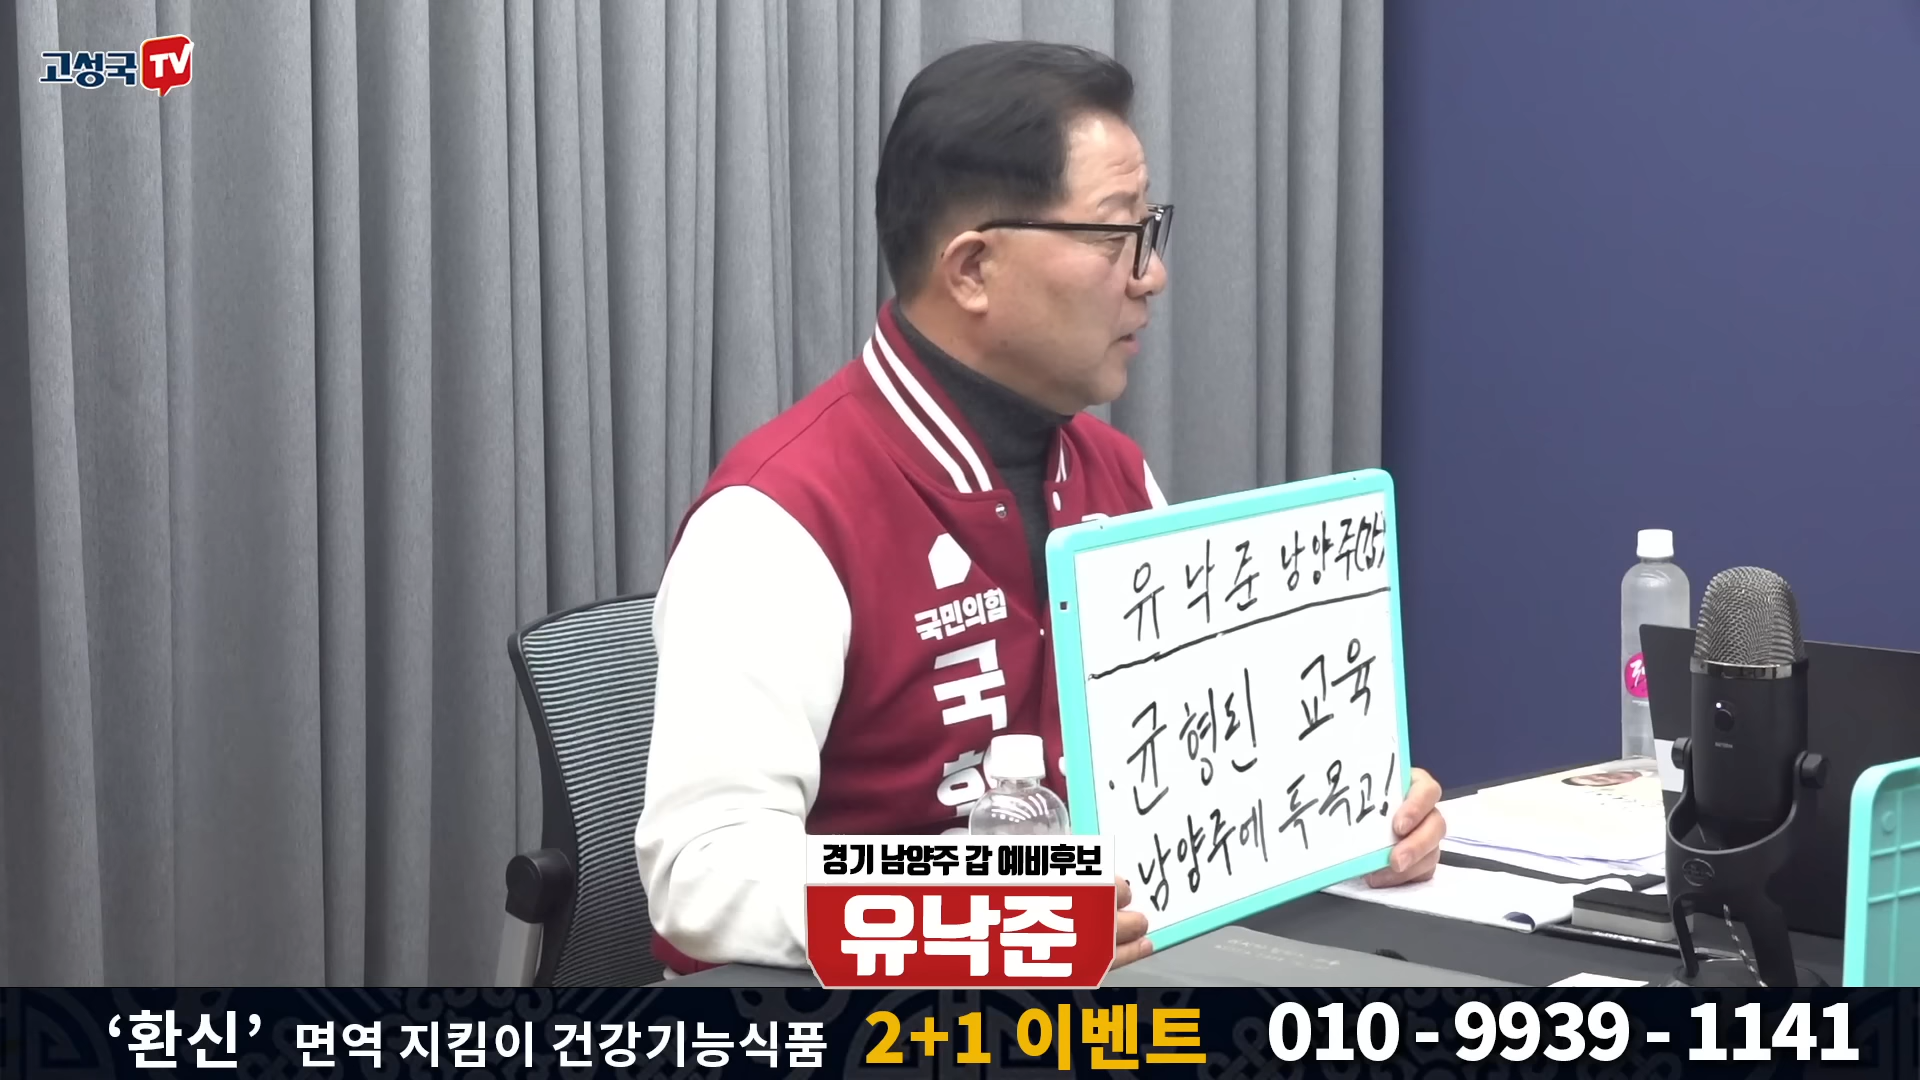 고성국TV
유낙준 남양주(갑)
· 균형된 교육
· 남양주에 특목고!
국민의힘
국
경기 남양주 갑 예비후보
유낙준
‘환신’ 면역 지킴이 건강기능식품 2+1 이벤트 010 - 9939 - 1141